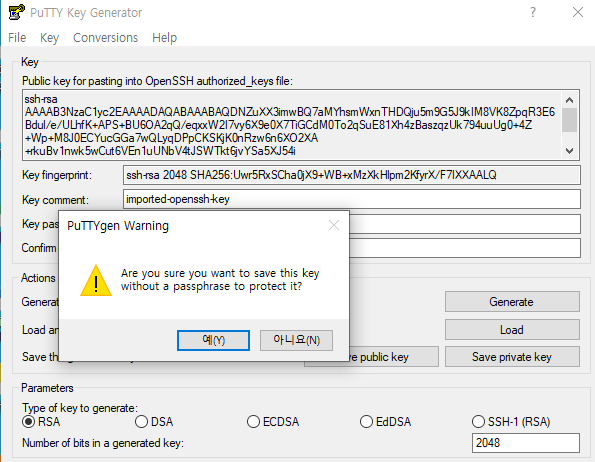 PuTTY Key Generator
File Key Conversions Help
Key
Public key for pasting into OpenSSH authorized_keys file:
ssh-rsa
AAAAB3NzaC1yc2EAAAADAQABAAABAQDNZuXX3imwBQ7aMYhsmWxnTHDQju5m9G5J9kIM8VK8ZpqR3E6
Bdul/e/ULhfK+APS+BU6OA2qQ/eqxxW2I7vy6X9e0X7TiGCdM0To2qSuE81Xh4zBaszqzUk794uuUg0+4Z
+Wp+M8J0ECYucGGa7wQLyqDPpCKSKjK0nRzw6n6XO2XA
+rkuBv1nwk5wCut6VEn1uUNbV4tJSWTkt6jvYSa5XJ54i
Key fingerprint: ssh-rsa 2048 SHA256:Uwr5RxSCha0jX9+WB+xMzXkHlpm2KfyrX/F7IXXAALQ
Key comment: imported-openssh-key
Key pas
Confirm
PuTTYgen Warning
Are you sure you want to save this key
without a passphrase to protect it?
예(Y) 아니요(N)
Actions
Generat Generate
Load an Load
Save th e public key Save private key
Parameters
Type of key to generate:
RSA DSA ECDSA EdDSA SSH-1 (RSA)
Number of bits in a generated key: 2048